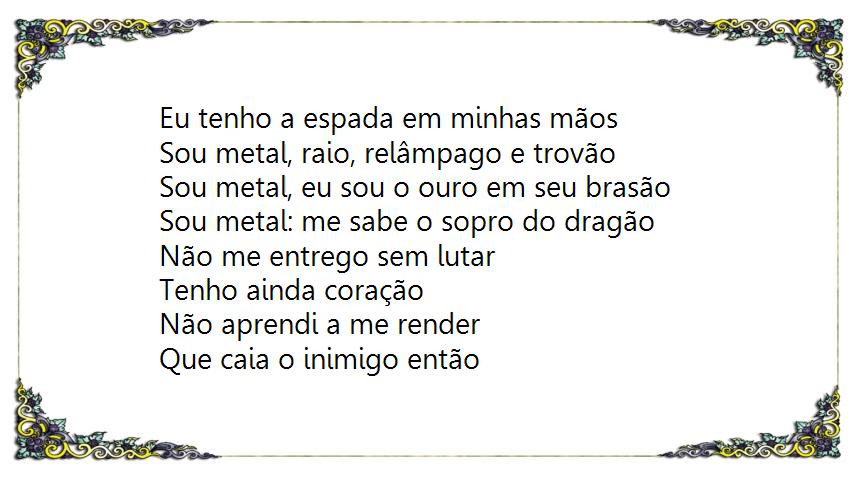 Eu tenho a espada em minhas mãos
Sou metal, raio, relâmpago e trovão
Sou metal, eu sou o ouro em seu brasão
Sou metal: me sabe o sopro do dragão
Não me entrego sem lutar
Tenho ainda coração
Não aprendi a me render
Que caia o inimigo então